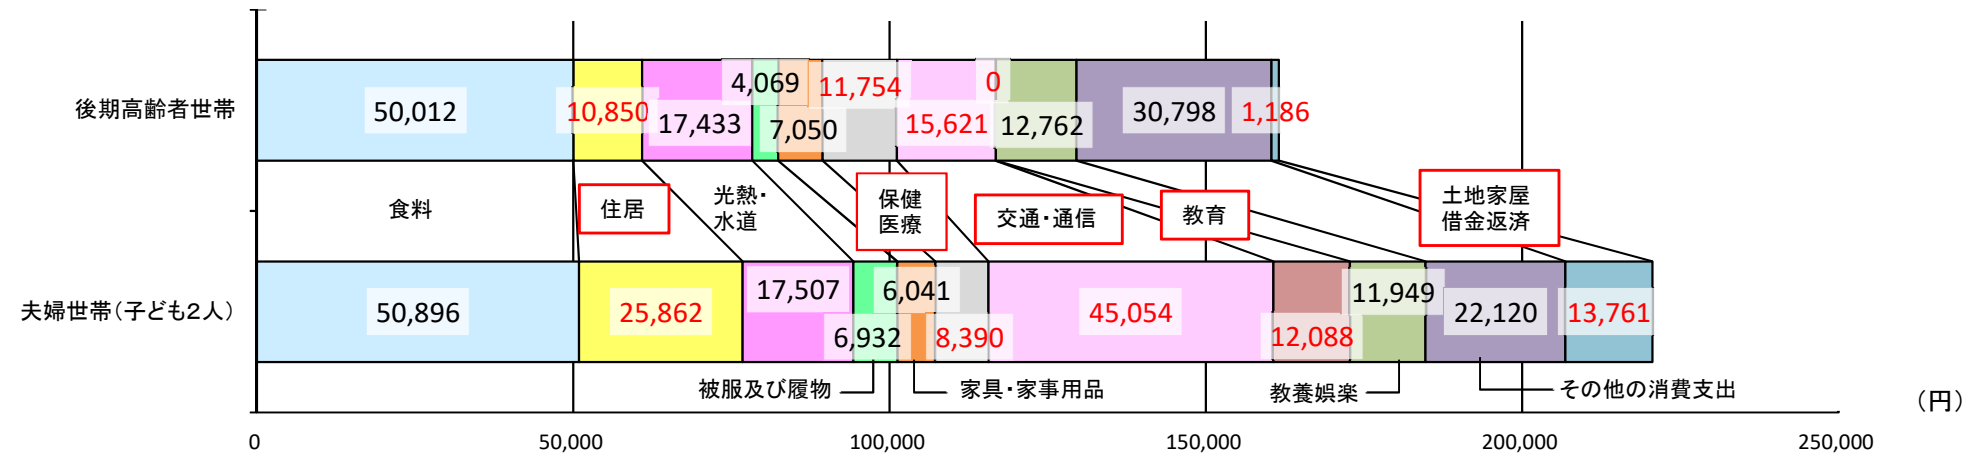 後期高齢者世帯
50,012
10,850
17,433
4,069
7,050
11,754
15,621
0
12,762
30,798
1,186
食料
住居
光熱・
水道
保健
医療
交通・通信
教育
土地家屋
借金返済
夫婦世帯(子ども2人)
50,896
25,862
17,507
6,932
6,041
8,390
45,054
12,088
11,949
22,120
13,761
被服及び履物
家具・家事用品
教養娯楽
その他の消費支出
(円)
0
50,000
100,000
150,000
200,000
250,000